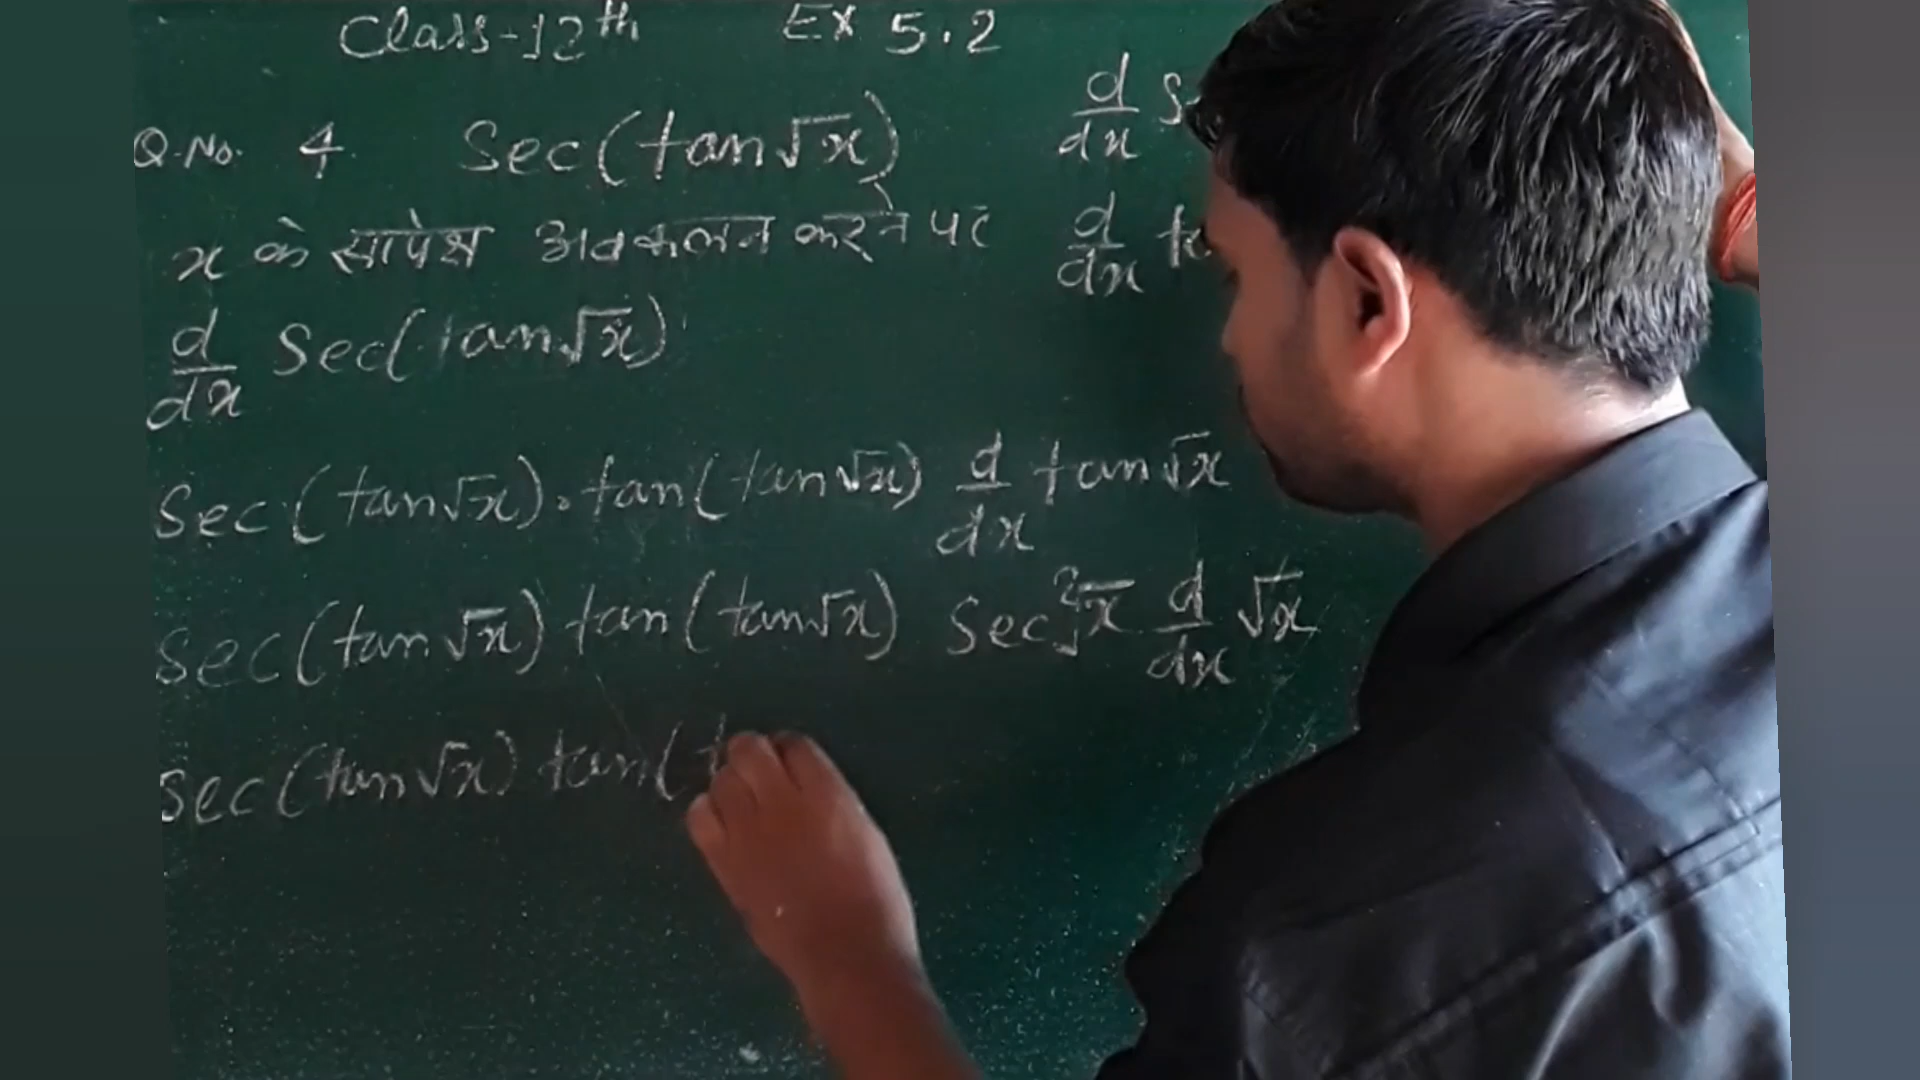 Class-12th Ex 5.2
Q.No. 4 Sec(tan√x)
x के सापेक्ष अवकलन करने पर
d/dx Sec(tan√x)
Sec(tan√x).tan(tan√x) d/dx tan√x
Sec(tan√x) tan(tan√x) Sec²√x d/dx √x
Sec(tan√x) tan(t
d/dx S
d/dx ta